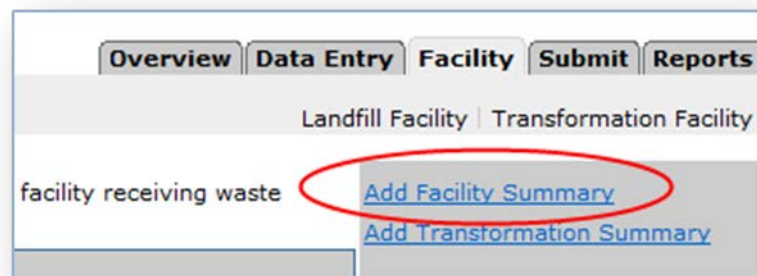 Overview Data Entry Facility Submit Reports
Landfill Facility | Transformation Facility
facility receiving waste Add Facility Summary
Add Transformation Summary